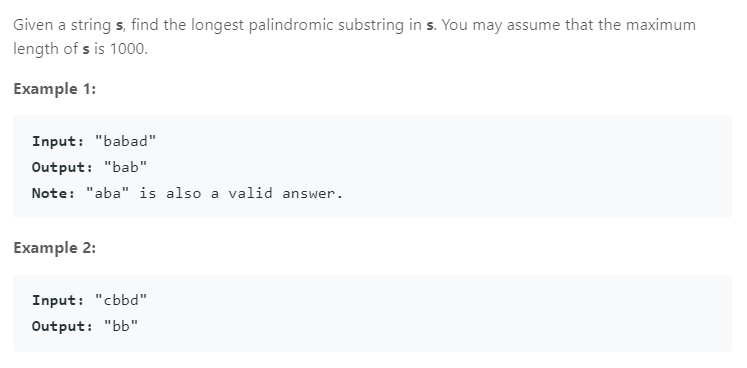 Given a string s, find the longest palindromic substring in s. You may assume that the maximum
length of s is 1000.
Example 1:
Input: "babad"
Output: "bab"
Note: "aba" is also a valid answer.
Example 2:
Input: "cbbd"
Output: "bb"